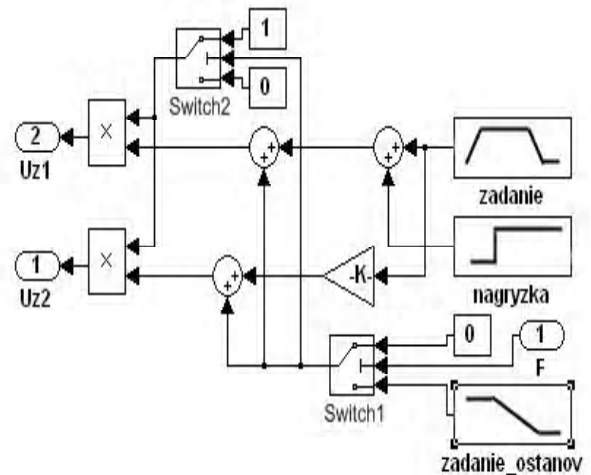 1
0
Switch2
2
Uz1
zadanie
1
Uz2
-K-
nagryzka
0
1
F
Switch1
zadanie_ostanov